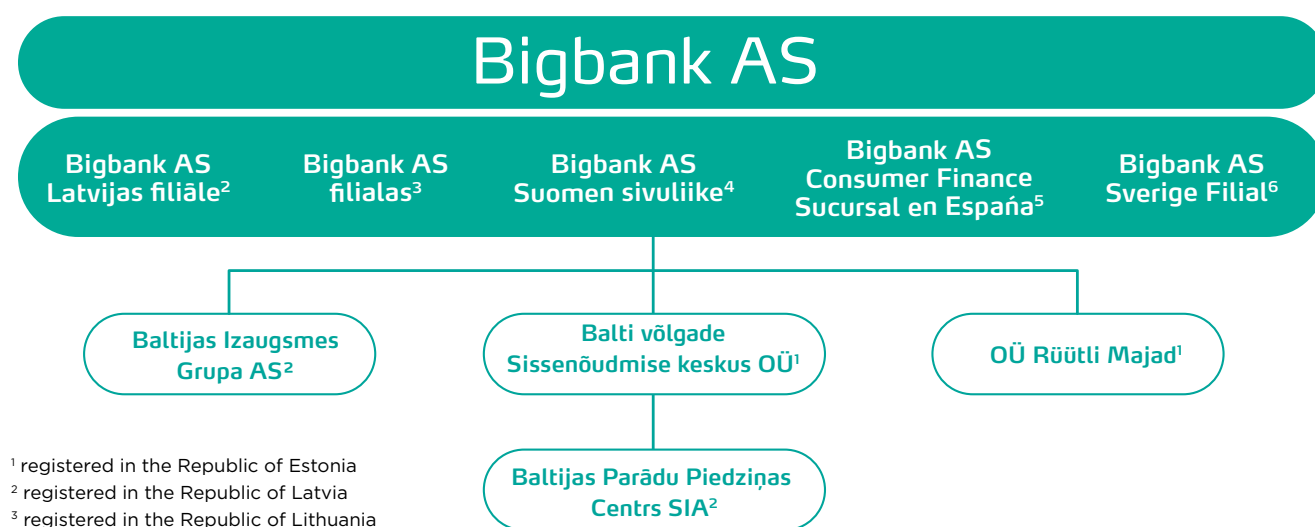 Bigbank AS
Bigbank AS
Latvijas filiāle²
Bigbank AS
filialas³
Bigbank AS
Suomen sivuliike⁴
Bigbank AS
Consumer Finance
Sucursal en Espańa⁵
Bigbank AS
Sverige Filial⁶
Baltijas Izaugsmes
Grupa AS²
Balti võlgade
Sissenõudmise keskus OÜ¹
OÜ Rüütli Majad¹
Baltijas Parādu Piedziņas
Centrs SIA²
¹ registered in the Republic of Estonia
² registered in the Republic of Latvia
³ registered in the Republic of Lithuania